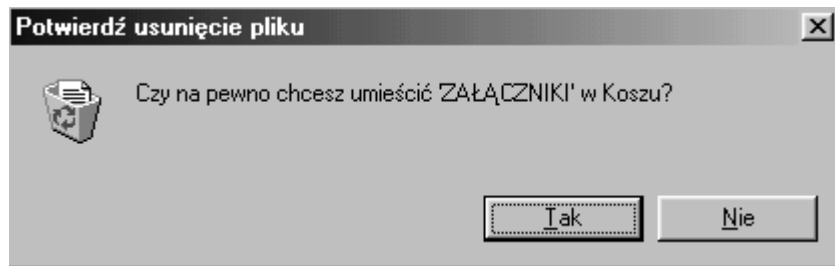 Potwierdź usunięcie pliku
Czy na pewno chcesz umieścić 'ZAŁĄCZNIKI' w Koszu?
Tak
Nie